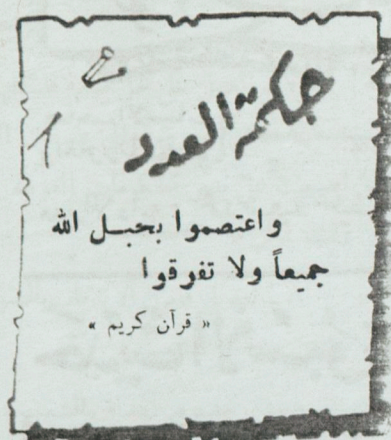 حكمة العدد
واعتصموا بحبل الله
جميعاً ولا تفرقوا
« قرآن كريم »